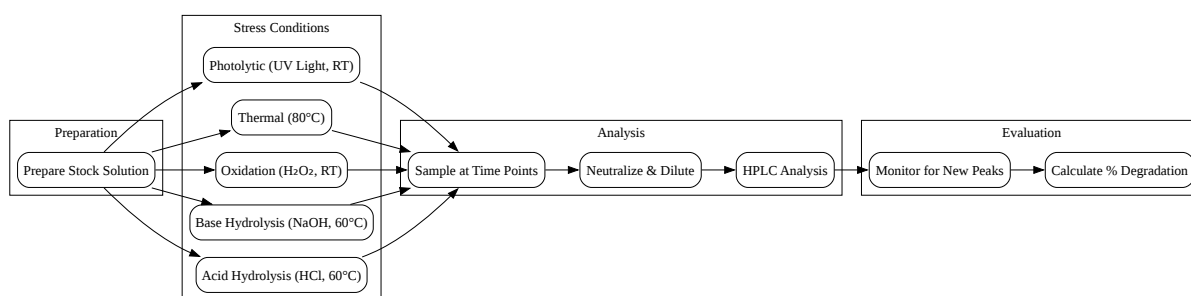 Preparation
Prepare Stock Solution
Stress Conditions
Photolytic (UV Light, RT)
Thermal (80°C)
Oxidation (H₂O₂, RT)
Base Hydrolysis (NaOH, 60°C)
Acid Hydrolysis (HCl, 60°C)
Analysis
Sample at Time Points
Neutralize & Dilute
HPLC Analysis
Evaluation
Monitor for New Peaks
Calculate % Degradation